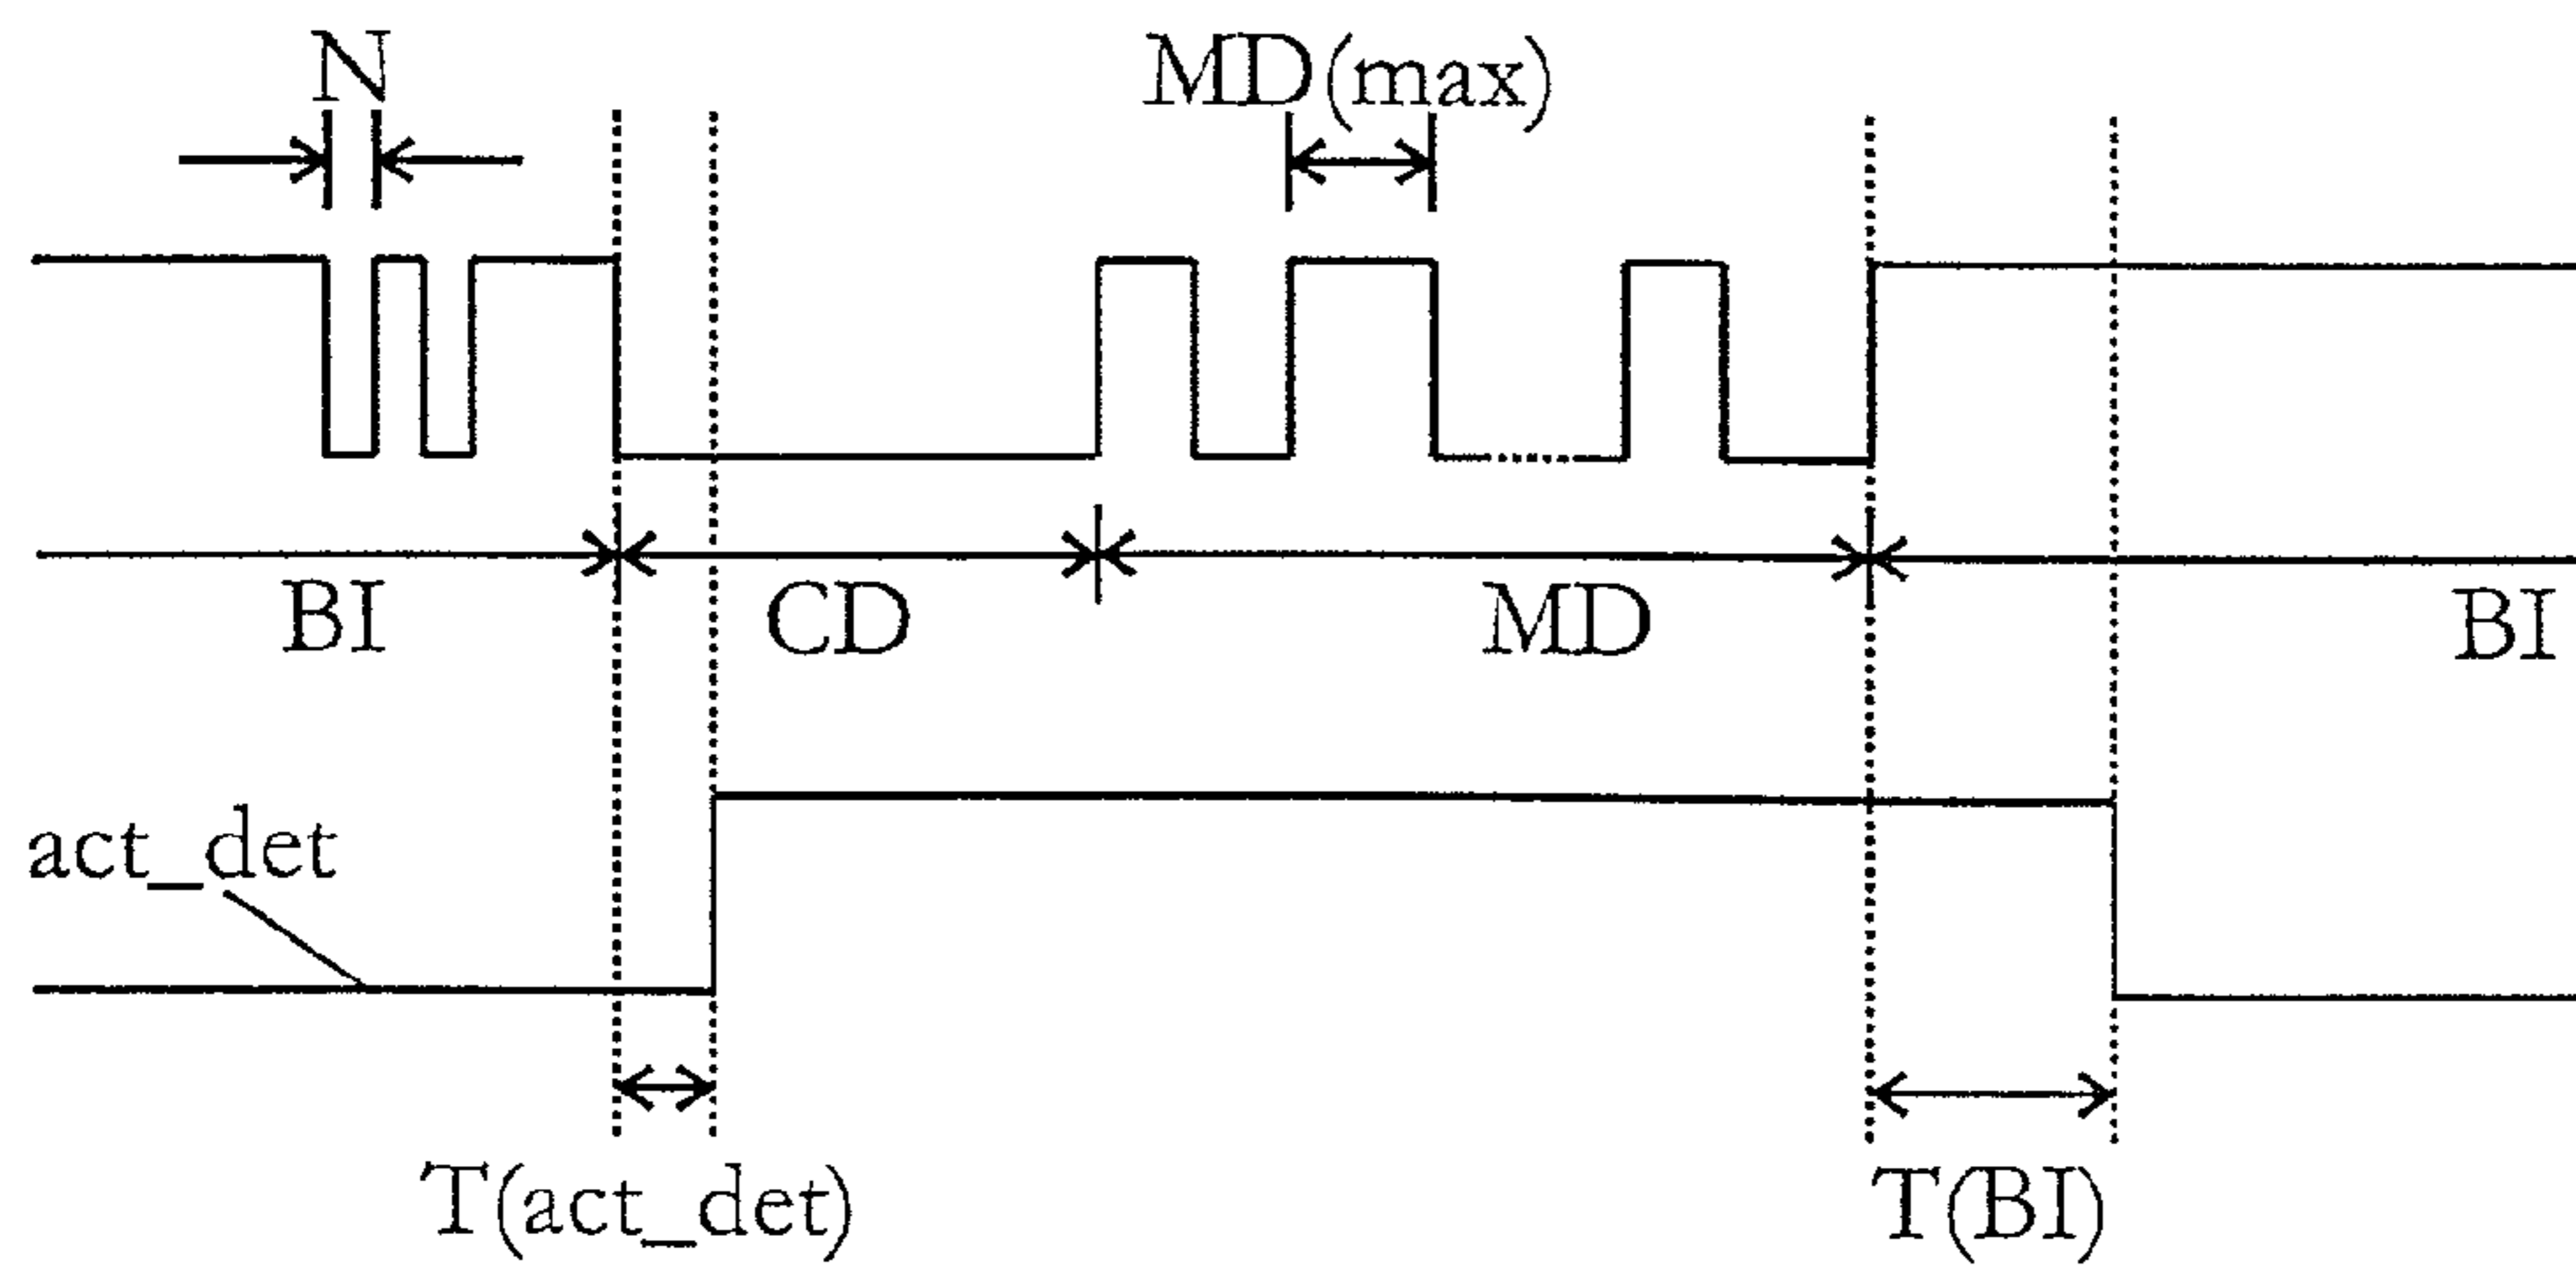 N MD(max)
BI CD MD BI
act_det
T(act_det) T(BI)